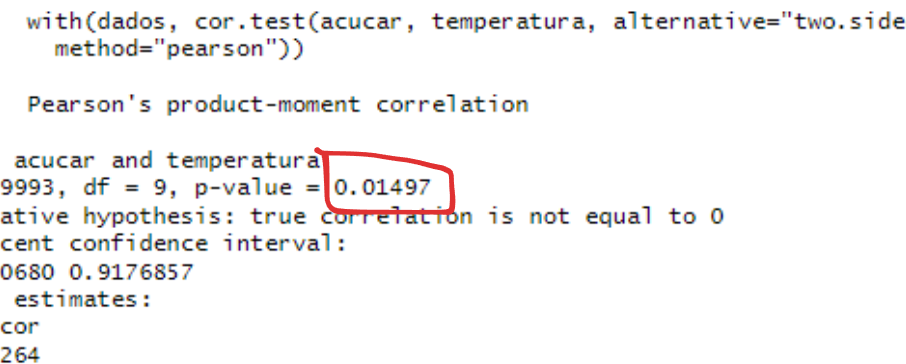 with(dados, cor.test(acucar, temperatura, alternative="two.side
method="pearson"))
Pearson's product-moment correlation
acucar and temperatura
9993, df = 9, p-value = 0.01497
ative hypothesis: true correlation is not equal to 0
cent confidence interval:
0680 0.9176857
estimates:
cor
264